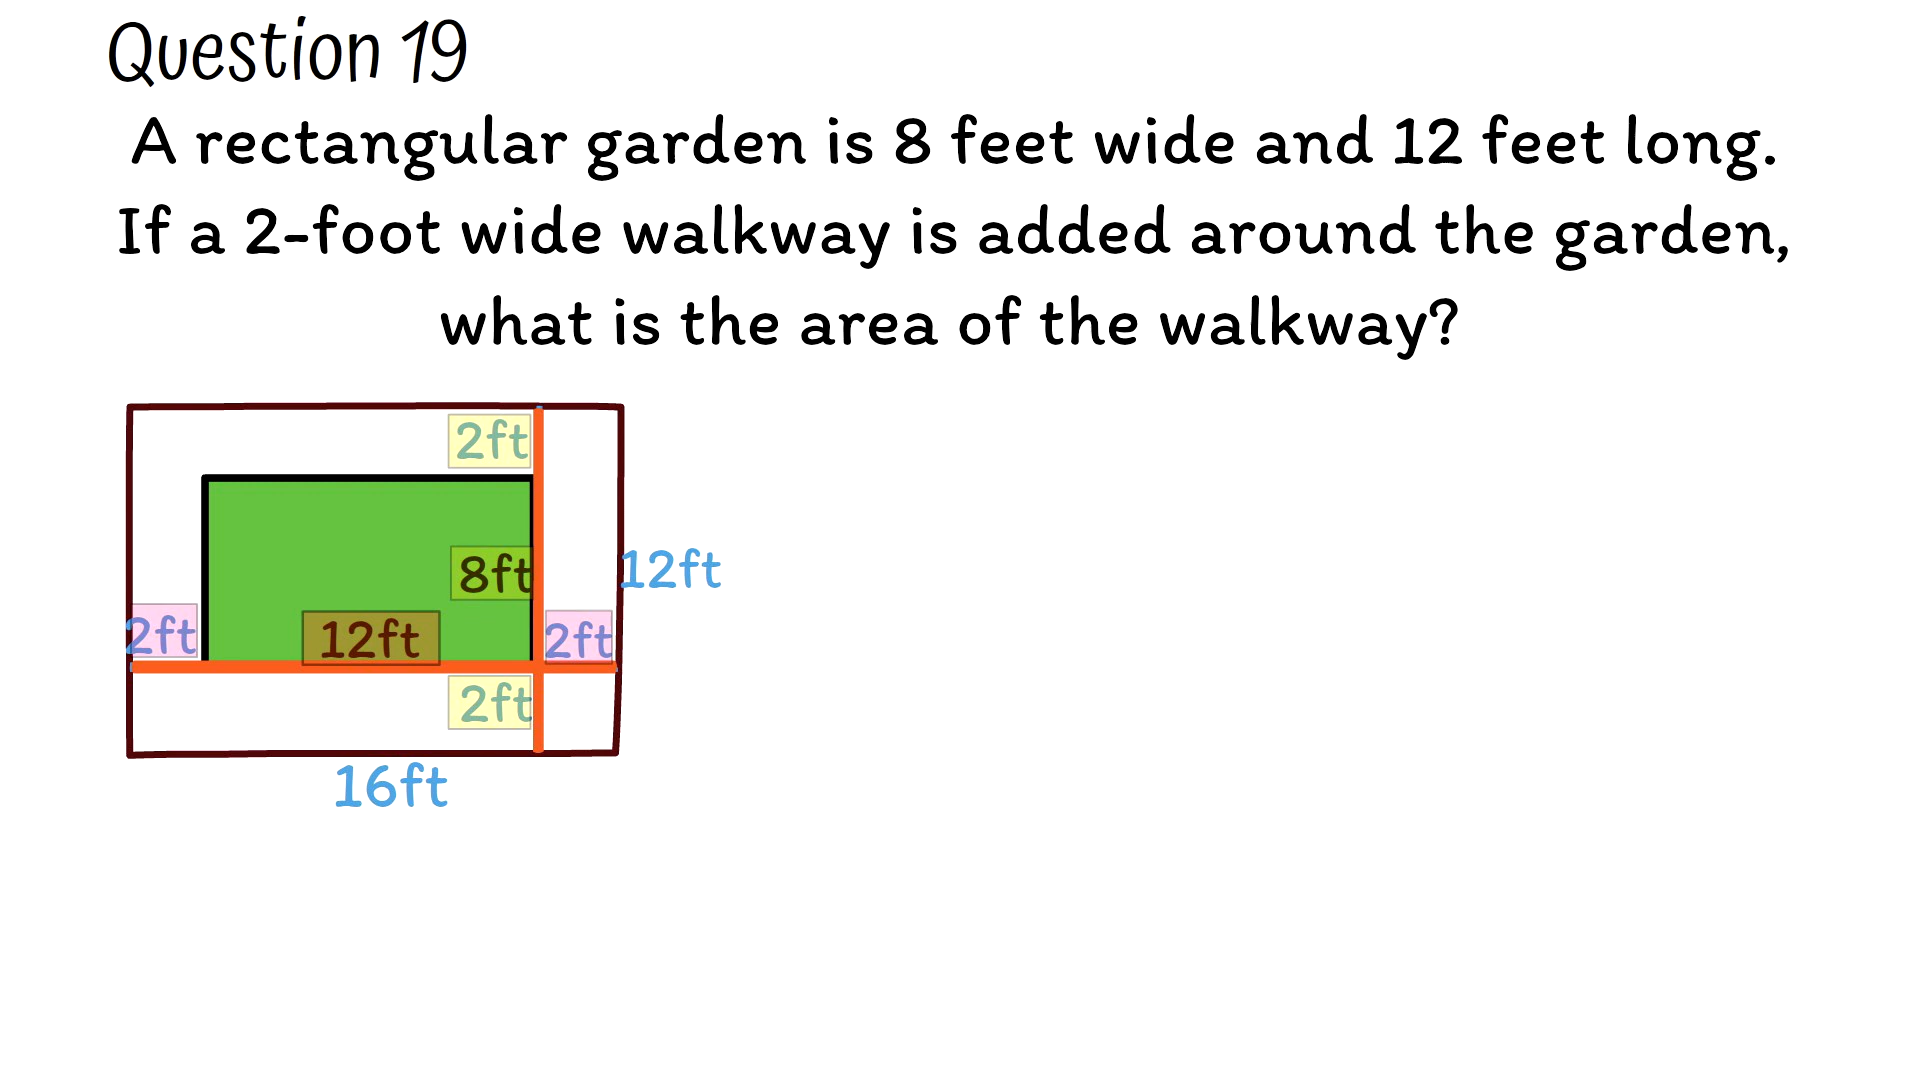 Question 19
A rectangular garden is 8 feet wide and 12 feet long.
If a 2-foot wide walkway is added around the garden,
what is the area of the walkway?
2ft
8ft
12ft
2ft
12ft
2ft
2ft
16ft